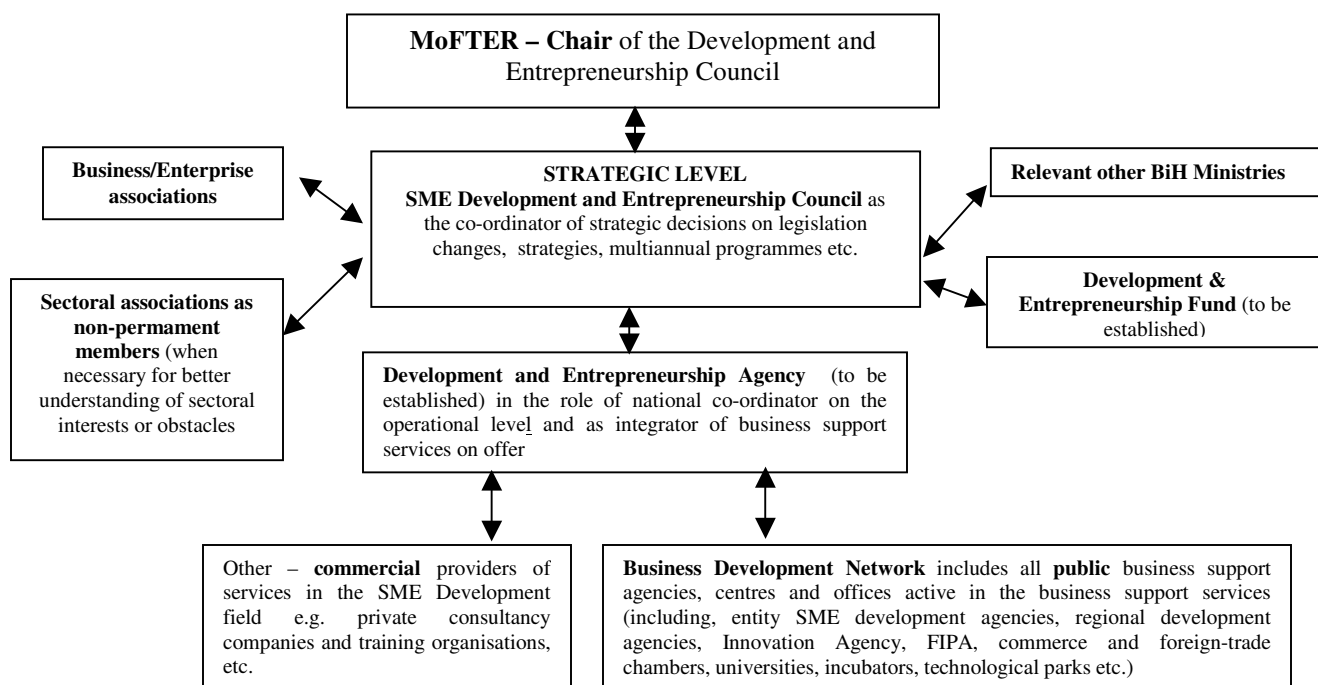 MoFTER – Chair of the Development and
Entrepreneurship Council
Business/Enterprise
associations
STRATEGIC LEVEL
SME Development and Entrepreneurship Council as
the co-ordinator of strategic decisions on legislation
changes, strategies, multiannual programmes etc.
Relevant other BiH Ministries
Sectoral associations as
non-permament
members (when
necessary for better
understanding of sectoral
interests or obstacles
Development &
Entrepreneurship Fund (to be
established)
Development and Entrepreneurship Agency (to be
established) in the role of national co-ordinator on the
operational level and as integrator of business support
services on offer
Other – commercial providers of
services in the SME Development
field e.g. private consultancy
companies and training organisations,
etc.
Business Development Network includes all public business support
agencies, centres and offices active in the business support services
(including, entity SME development agencies, regional development
agencies, Innovation Agency, FIPA, commerce and foreign-trade
chambers, universities, incubators, technological parks etc.)